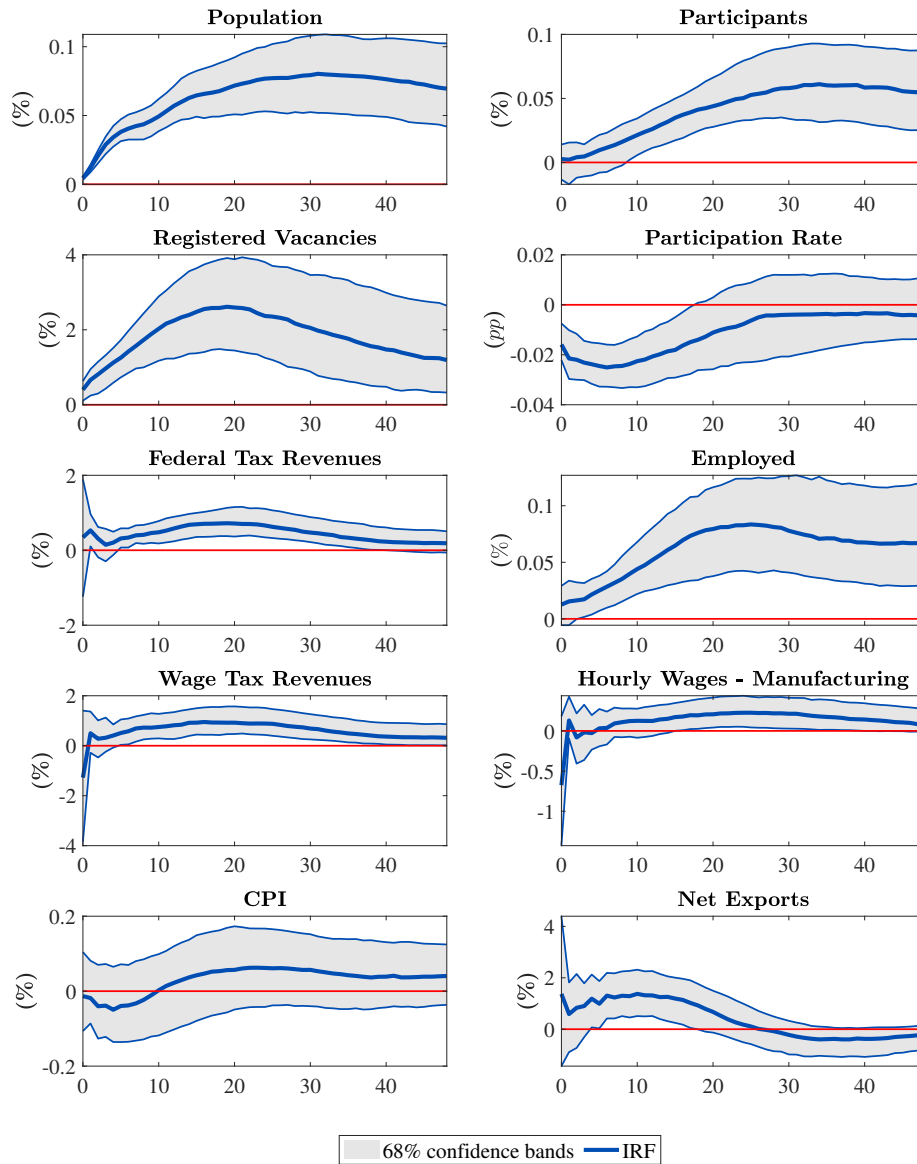 Population
(%)
0.1
0.05
0
0 10 20 30 40
Participants
(%)
0.1
0.05
0
0 10 20 30 40
Registered Vacancies
(%)
4
2
0
0 10 20 30 40
Participation Rate
(pp)
0.02
0
-0.02
-0.04
0 10 20 30 40
Federal Tax Revenues
(%)
2
0
-2
0 10 20 30 40
Employed
(%)
0.1
0.05
0
0 10 20 30 40
Wage Tax Revenues
(%)
2
0
-2
-4
0 10 20 30 40
Hourly Wages - Manufacturing
(%)
0
-0.5
-1
0 10 20 30 40
CPI
(%)
0.2
0
-0.2
0 10 20 30 40
Net Exports
(%)
4
2
0
0 10 20 30 40
68% confidence bands IRF